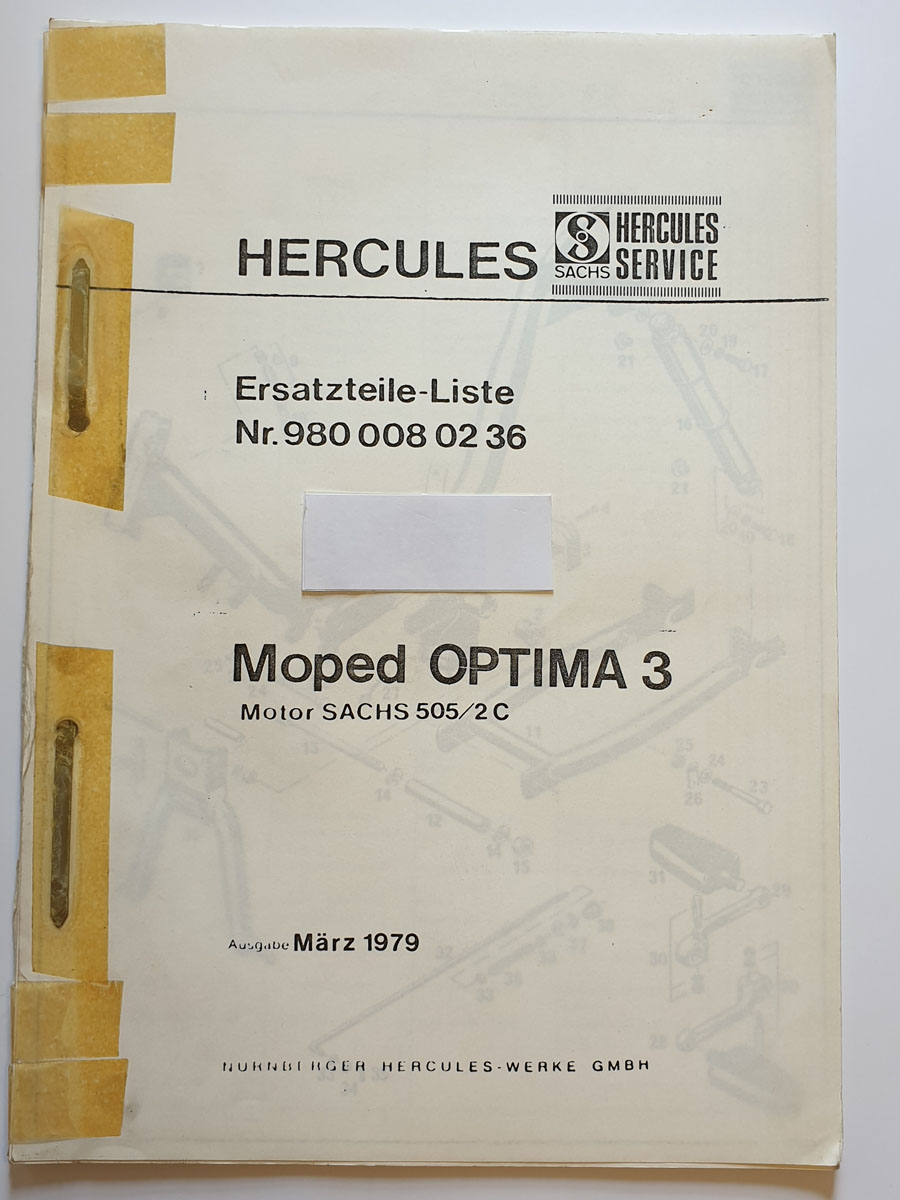 HERCULES
SACHS
HERCULES
SERVICE
Ersatzteile-Liste
Nr. 980 008 02 36
Moped OPTIMA 3
Motor SACHS 505/2 C
Ausgabe März 1979
NÜRNBERGER HERCULES-WERKE GMBH